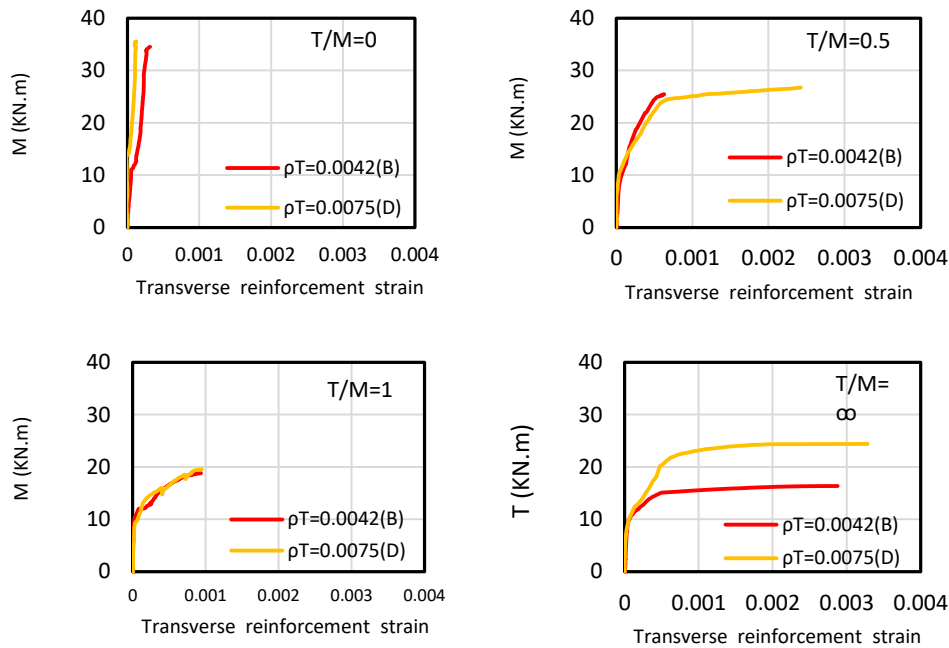 T/M=0
M (KN.m)
40
30
20
10
0
ρT=0.0042(B)
ρT=0.0075(D)
0 0.001 0.002 0.003 0.004
Transverse reinforcement strain
T/M=0.5
M (KN.m)
40
30
20
10
0
ρT=0.0042(B)
ρT=0.0075(D)
0 0.001 0.002 0.003 0.004
Transverse reinforcement strain
T/M=1
M (KN.m)
40
30
20
10
0
ρT=0.0042(B)
ρT=0.0075(D)
0 0.001 0.002 0.003 0.004
Transverse reinforcement strain
T/M=
∞
T (KN.m)
40
30
20
10
0
ρT=0.0042(B)
ρT=0.0075(D)
0 0.001 0.002 0.003 0.004
Transverse reinforcement strain